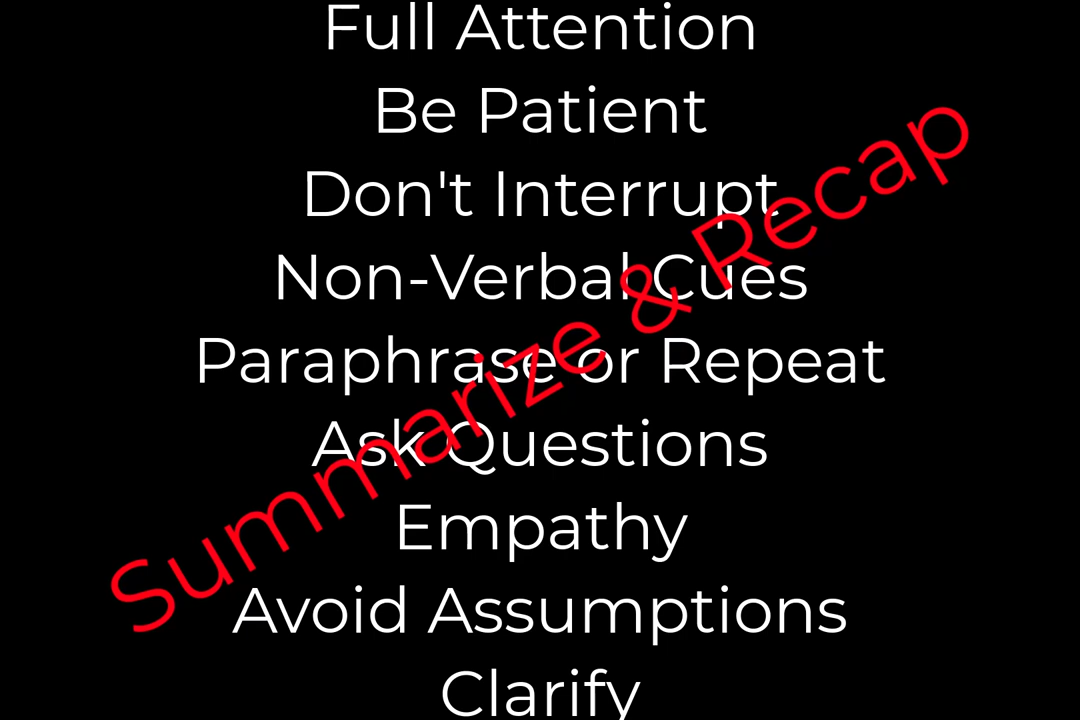 Full Attention
Be Patient
Don't Interrupt
Non-Verbal Cues
Paraphrase or Repeat
Ask Questions
Empathy
Avoid Assumptions
Clarify
Summarize & Recap